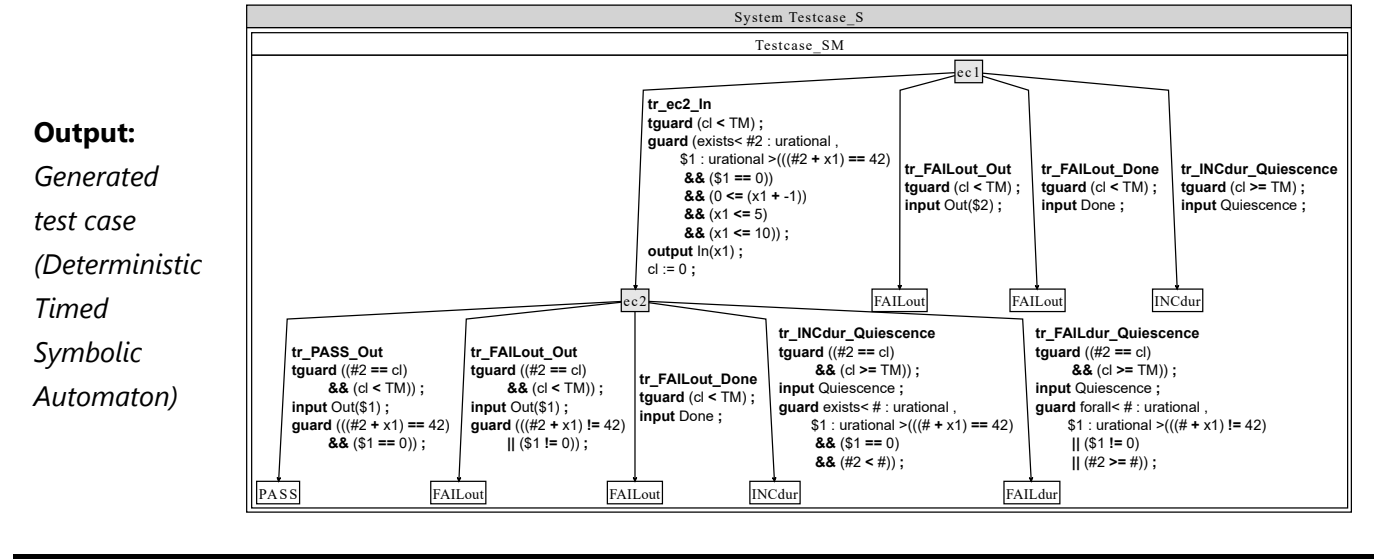 System Testcase_S
Testcase_SM
ec1
Output:
Generated
test case
(Deterministic
Timed
Symbolic
Automaton)
tr_ec2_In
tguard (cl < TM) ;
guard (exists< #2 : urational ,
$1 : urational >(((#2 + x1) == 42)
&& ($1 == 0))
&& (0 <= (x1 + -1))
&& (x1 <= 5)
&& (x1 <= 10)) ;
output In(x1) ;
cl := 0 ;
tr_FAILout_Out
tguard (cl < TM) ;
input Out($2) ;
tr_FAILout_Done
tguard (cl < TM) ;
input Done ;
tr_INCdur_Quiescence
tguard (cl >= TM) ;
input Quiescence ;
ec2
FAILout
FAILout
INCdur
tr_PASS_Out
tguard ((#2 == cl)
&& (cl < TM)) ;
input Out($1) ;
guard (((#2 + x1) == 42)
&& ($1 == 0)) ;
tr_FAILout_Out
tguard ((#2 == cl)
&& (cl < TM)) ;
input Out($1) ;
guard (((#2 + x1) != 42)
|| ($1 != 0)) ;
tr_FAILout_Done
tguard (cl < TM) ;
input Done ;
tr_INCdur_Quiescence
tguard ((#2 == cl)
&& (cl >= TM)) ;
input Quiescence ;
guard exists< # : urational ,
$1 : urational >(((# + x1) == 42)
&& ($1 == 0)
&& (#2 < #)) ;
tr_FAILdur_Quiescence
tguard ((#2 == cl)
&& (cl >= TM)) ;
input Quiescence ;
guard forall< # : urational ,
$1 : urational >(((# + x1) != 42)
|| ($1 != 0)
|| (#2 >= #)) ;
PASS
FAILout
FAILout
INCdur
FAILdur